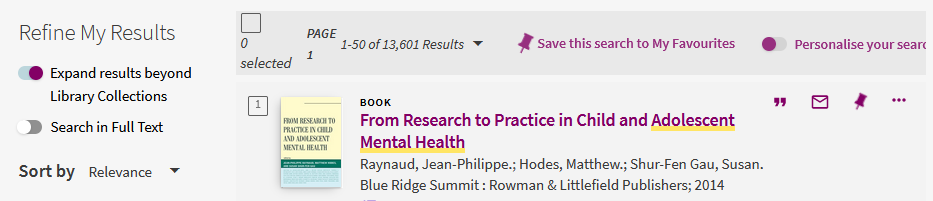 Refine My Results
Expand results beyond
Library Collections
Search in Full Text
Sort by Relevance
0
selected
PAGE
1
1-50 of 13,601 Results
Save this search to My Favourites
Personalise your sear
1
FROM RESEARCH TO
PRACTICE IN CHILD
AND ADOLESCENT
MENTAL HEALTH
BOOK
From Research to Practice in Child and Adolescent
Mental Health
Raynaud, Jean-Philippe.; Hodes, Matthew.; Shur-Fen Gau, Susan.
Blue Ridge Summit : Rowman & Littlefield Publishers; 2014